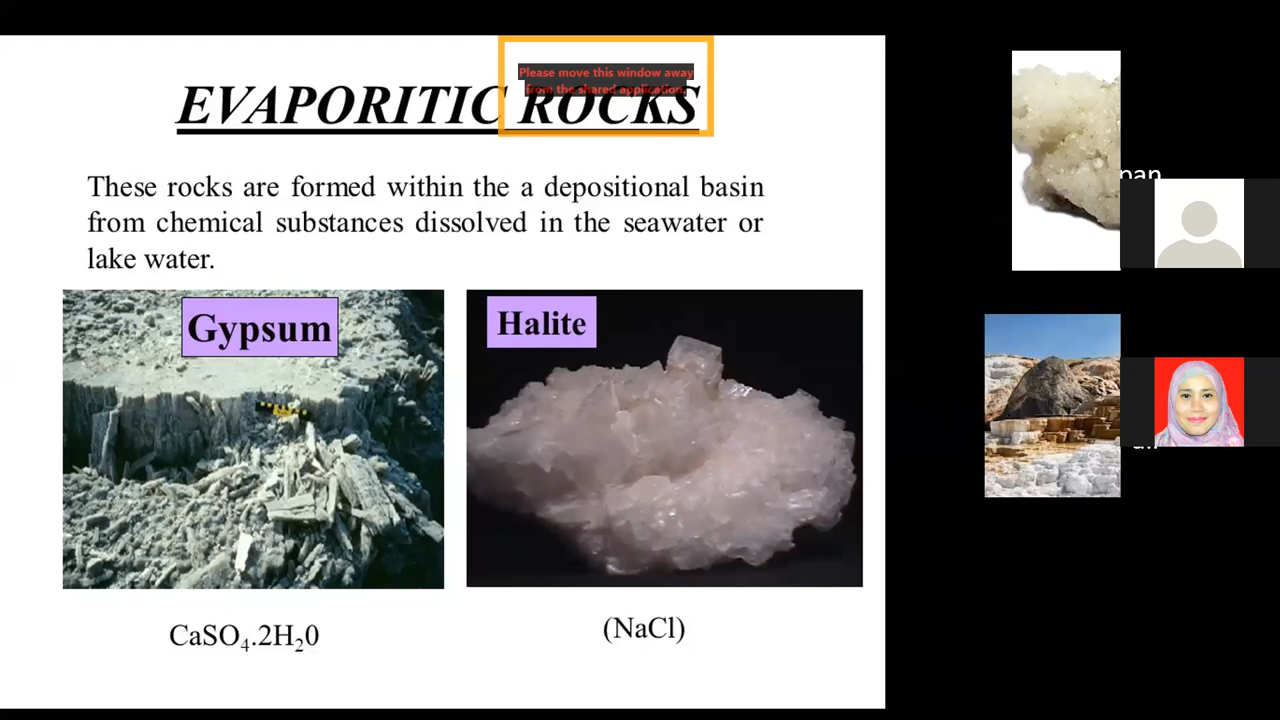 Please move this window away
from the shared application.
EVAPORITIC ROCKS
These rocks are formed within the a depositional basin
from chemical substances dissolved in the seawater or
lake water.
Gypsum
Halite
CaSO₄.2H₂0
(NaCl)